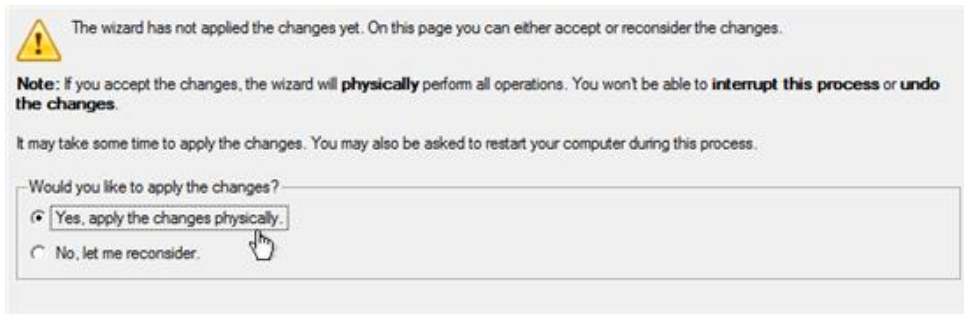 The wizard has not applied the changes yet. On this page you can either accept or reconsider the changes.
Note: If you accept the changes, the wizard will physically perform all operations. You won't be able to interrupt this process or undo
the changes.
It may take some time to apply the changes. You may also be asked to restart your computer during this process.
Would you like to apply the changes?
Yes, apply the changes physically.
No, let me reconsider.